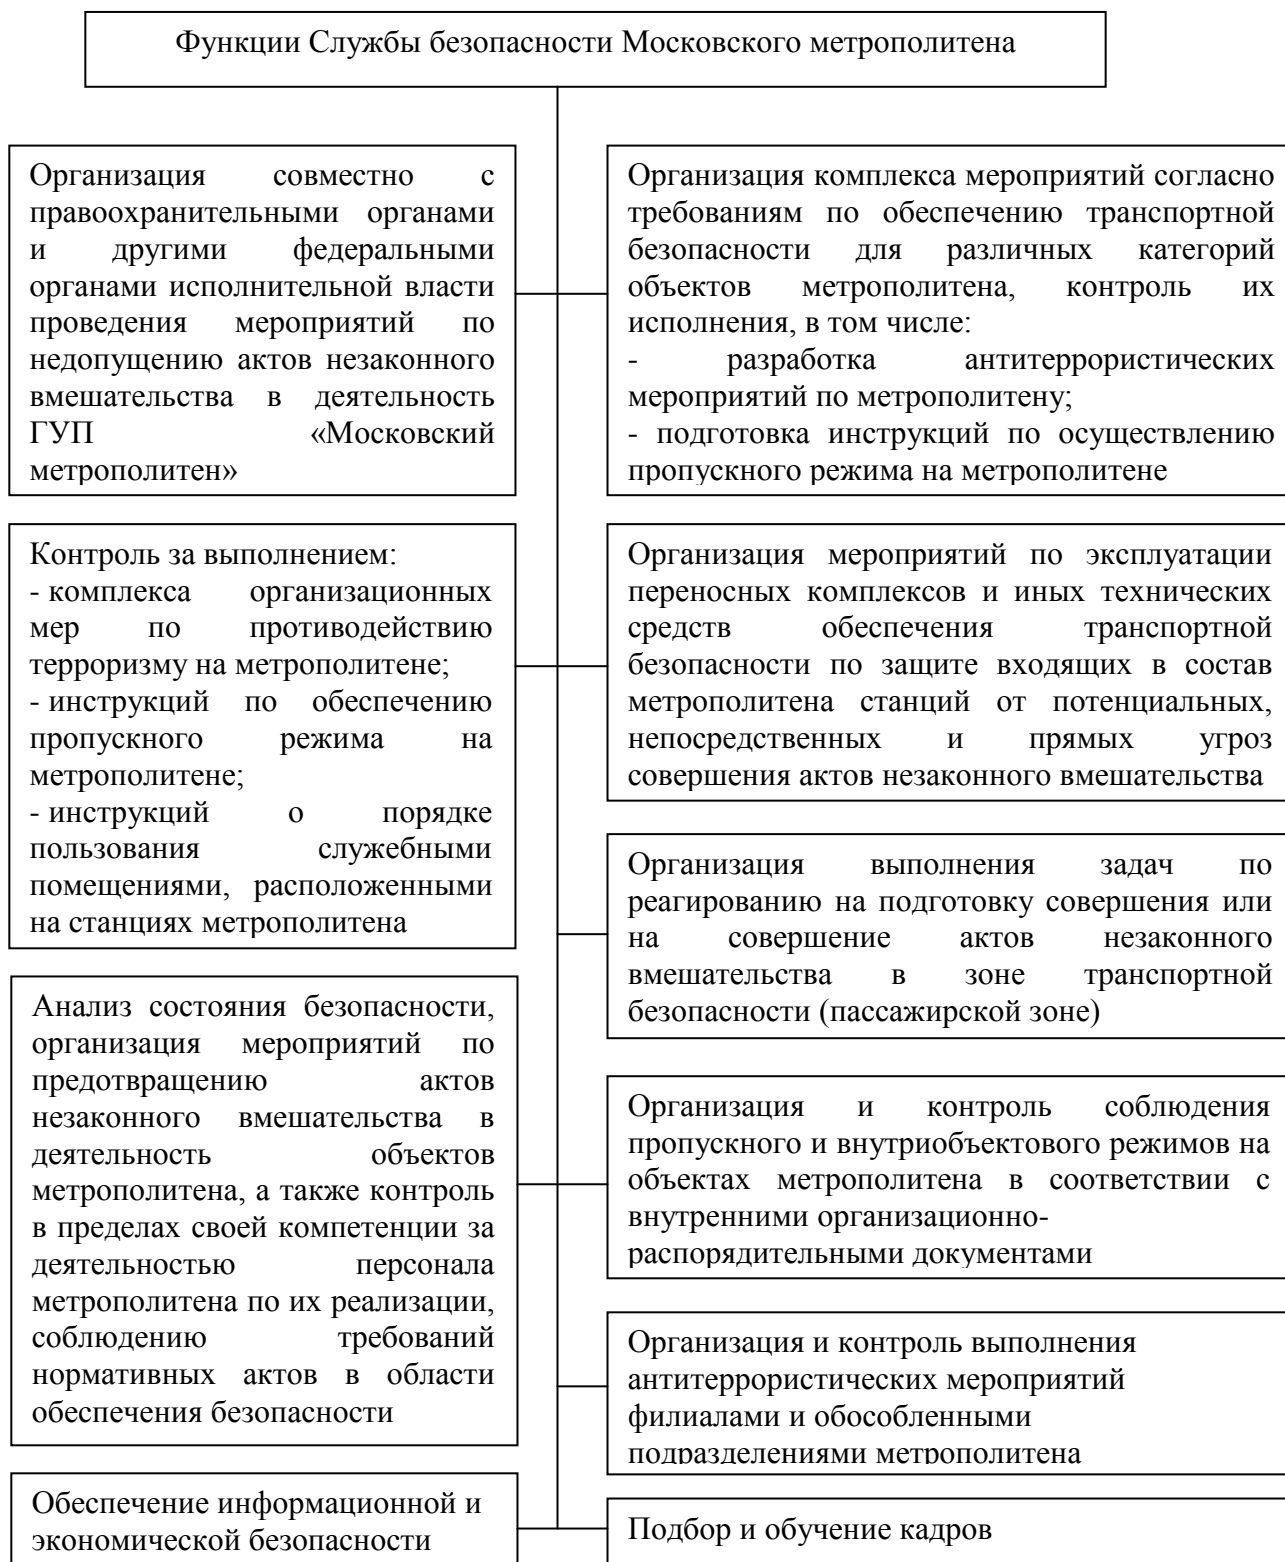 Функции Службы безопасности Московского метрополитена
Организация совместно с
правоохранительными органами
и другими федеральными
органами исполнительной власти
проведения мероприятий по
недопущению актов незаконного
вмешательства в деятельность
ГУП «Московский
метрополитен»
Контроль за выполнением:
- комплекса организационных
мер по противодействию
терроризму на метрополитене;
- инструкций по обеспечению
пропускного режима на
метрополитене;
- инструкций о порядке
пользования служебными
помещениями, расположенными
на станциях метрополитена
Анализ состояния безопасности,
организация мероприятий по
предотвращению актов
незаконного вмешательства в
деятельность объектов
метрополитена, а также контроль
в пределах своей компетенции за
деятельностью персонала
метрополитена по их реализации,
соблюдению требований
нормативных актов в области
обеспечения безопасности
Обеспечение информационной и
экономической безопасности
Организация комплекса мероприятий согласно
требованиям по обеспечению транспортной
безопасности для различных категорий
объектов метрополитена, контроль их
исполнения, в том числе:
- разработка антитеррористических
мероприятий по метрополитену;
- подготовка инструкций по осуществлению
пропускного режима на метрополитене
Организация мероприятий по эксплуатации
переносных комплексов и иных технических
средств обеспечения транспортной
безопасности по защите входящих в состав
метрополитена станций от потенциальных,
непосредственных и прямых угроз
совершения актов незаконного вмешательства
Организация выполнения задач по
реагированию на подготовку совершения или
на совершение актов незаконного
вмешательства в зоне транспортной
безопасности (пассажирской зоне)
Организация и контроль соблюдения
пропускного и внутриобъектового режимов на
объектах метрополитена в соответствии с
внутренними организационно-
распорядительными документами
Организация и контроль выполнения
антитеррористических мероприятий
филиалами и обособленными
подразделениями метрополитена
Подбор и обучение кадров